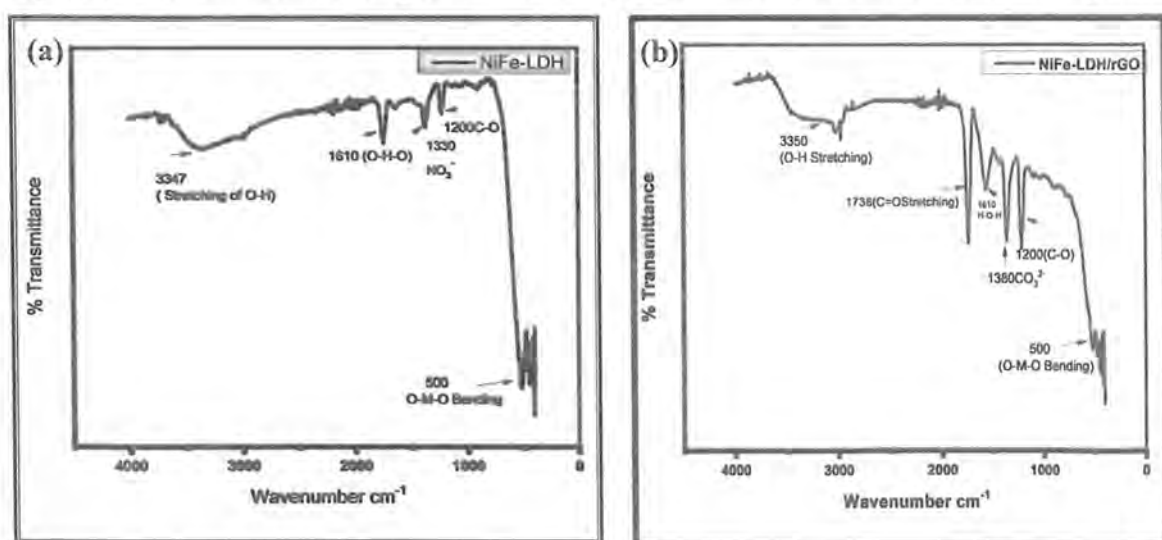 (a)
NiFe-LDH
3347
( Stretching of O-H)
1610 (O-H-O)
1330
NO₃⁻
1200C-O
500
O-M-O Bending
% Transmittance
4000
3000
2000
1000
0
Wavenumber cm⁻¹
(b)
NiFe-LDH/rGO
3350
(O-H Stretching)
1738(C=OStretching)
1610
H-O-H
1380CO₃²⁻
1200(C-O)
500
(O-M-O Bending)
% Transmittance
4000
3000
2000
1000
0
Wavenumber cm⁻¹